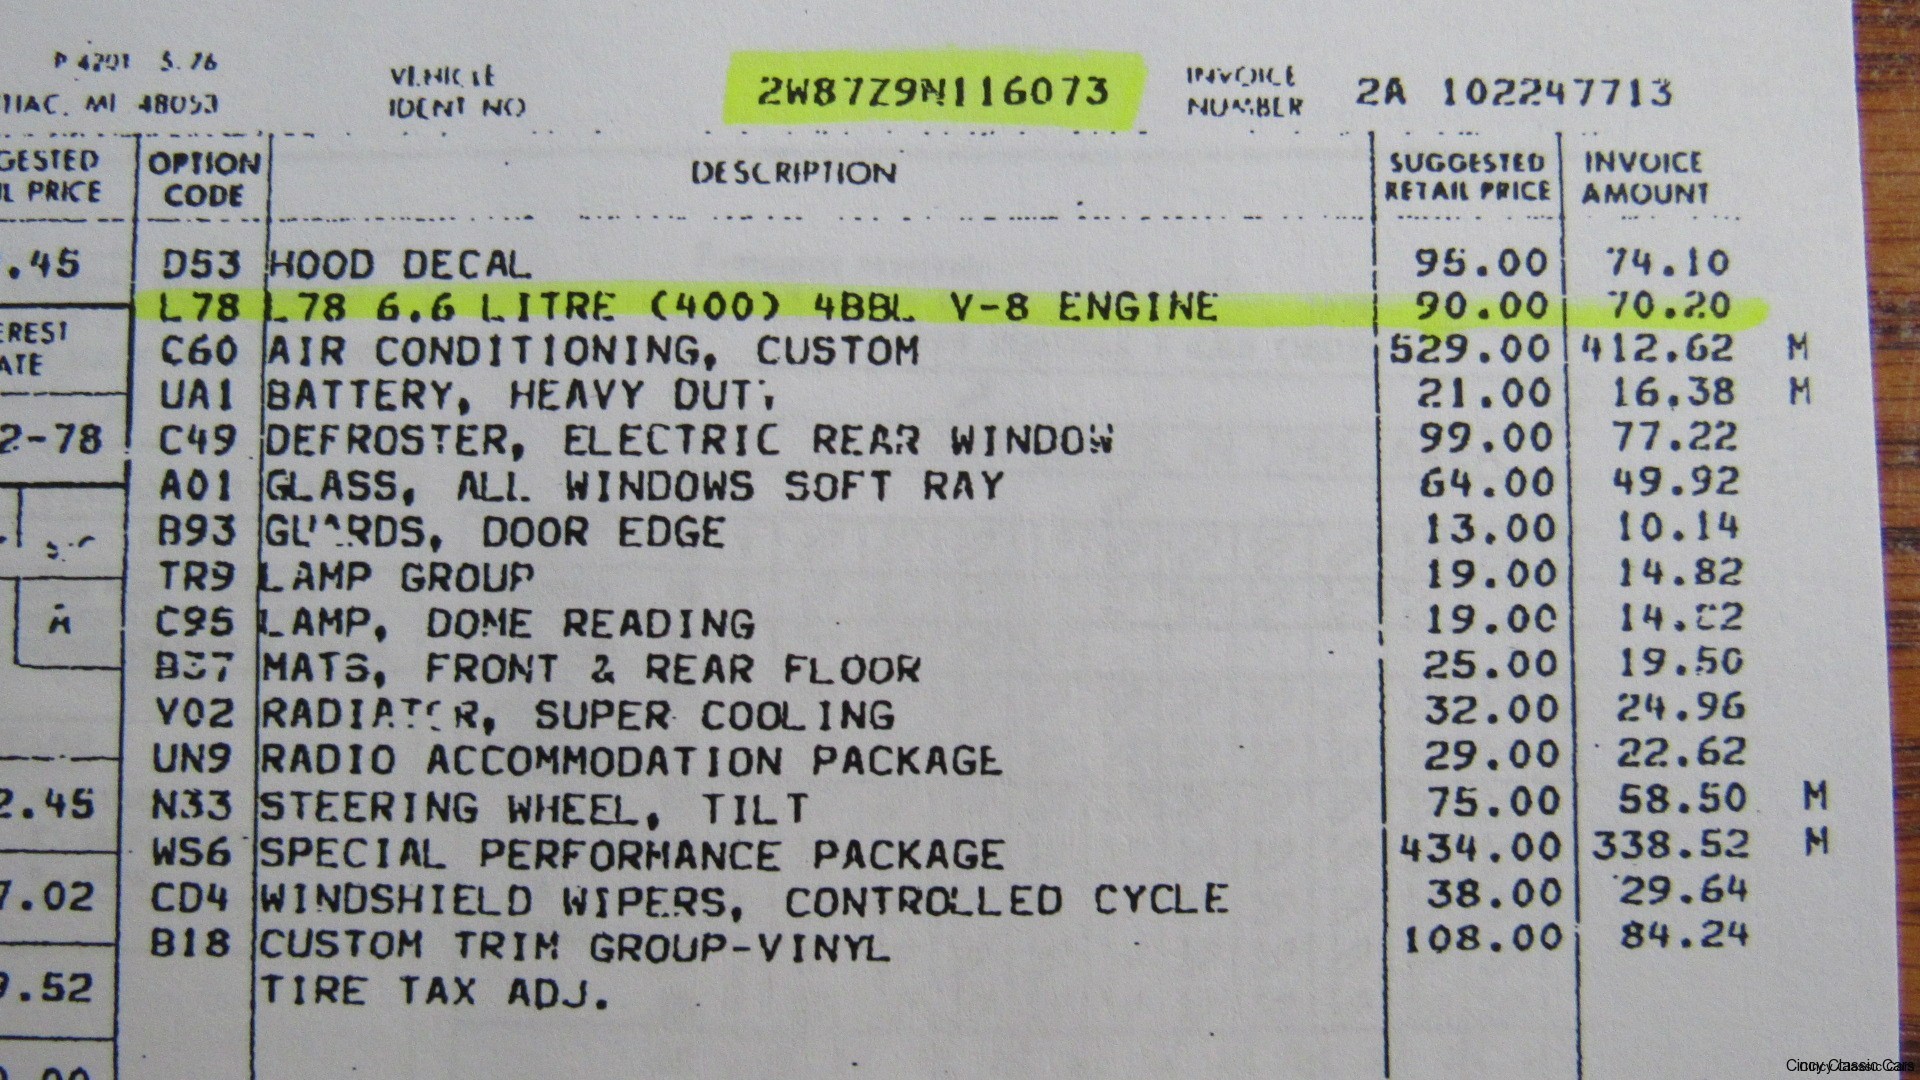 P 4201 5.76
TIAC. MI 48053
VEHICLE
IDENT NO
2W87Z9N116073
INVOICE
NUMBER
2A 102247713
GESTED
L PRICE
OPTION
CODE
DESCRIPTION
SUGGESTED
RETAIL PRICE
INVOICE
AMOUNT
.45 D53 HOOD DECAL 95.00 74.10
L78 L78 6.6 LITRE (400) 4BBL V-8 ENGINE 90.00 70.20
EREST
ATE
C60 AIR CONDITIONING, CUSTOM 529.00 412.62 M
UA1 BATTERY, HEAVY DUTY 21.00 16.38 M
2-78 C49 DEFROSTER, ELECTRIC REAR WINDOW 99.00 77.22
A01 GLASS, ALL WINDOWS SOFT RAY 64.00 49.92
B93 GUARDS, DOOR EDGE 13.00 10.14
TR9 LAMP GROUP 19.00 14.82
C95 LAMP, DOME READING 19.00 14.82
B37 MATS, FRONT & REAR FLOOR 25.00 19.50
V02 RADIATOR, SUPER COOLING 32.00 24.96
UN9 RADIO ACCOMMODATION PACKAGE 29.00 22.62
2.45 N33 STEERING WHEEL, TILT 75.00 58.50 M
WS6 SPECIAL PERFORMANCE PACKAGE 434.00 338.52 M
7.02 CD4 WINDSHIELD WIPERS, CONTROLLED CYCLE 38.00 29.64
B18 CUSTOM TRIM GROUP-VINYL 108.00 84.24
9.52 TIRE TAX ADJ.
Cincy Classic Cars